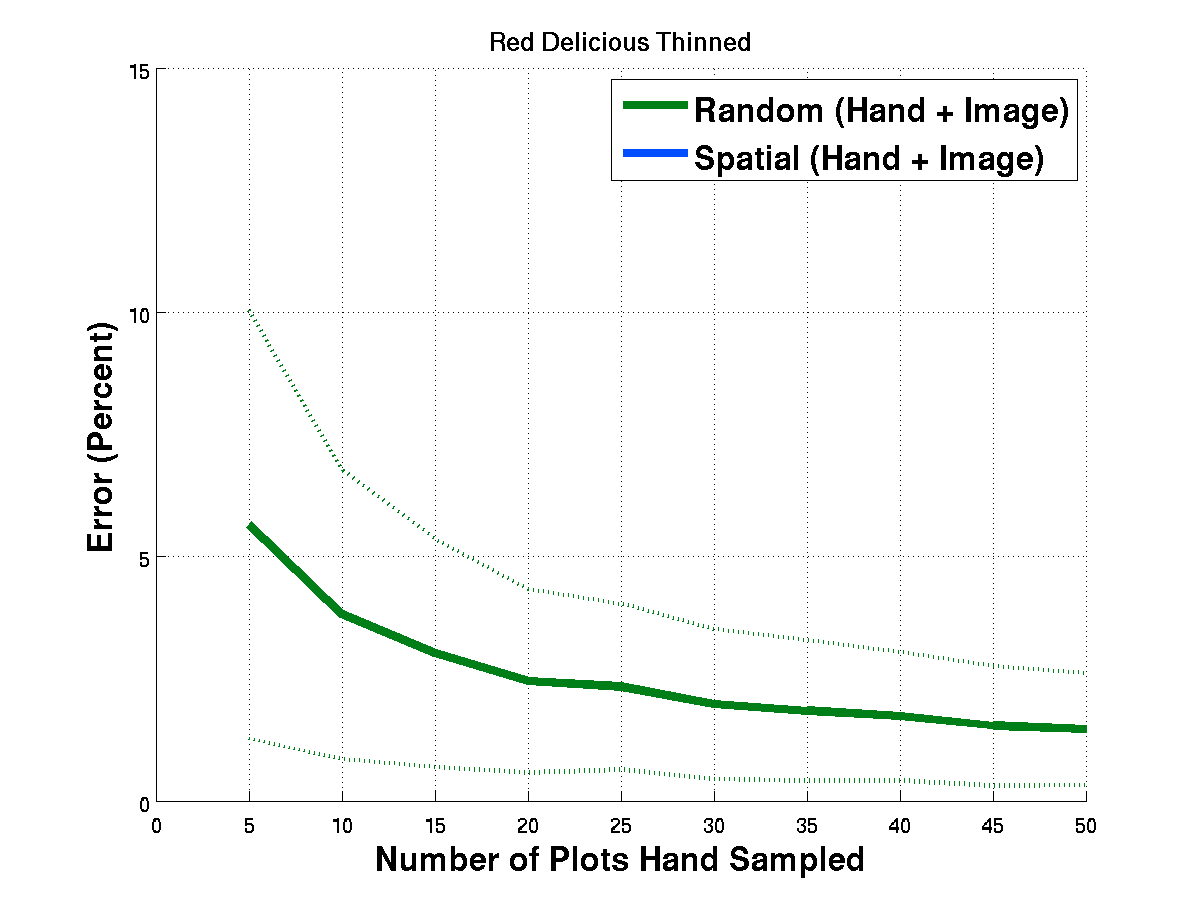 Red Delicious Thinned
15
Random (Hand + Image)
Spatial (Hand + Image)
10
Error (Percent)
5
0
0 5 10 15 20 25 30 35 40 45 50
Number of Plots Hand Sampled